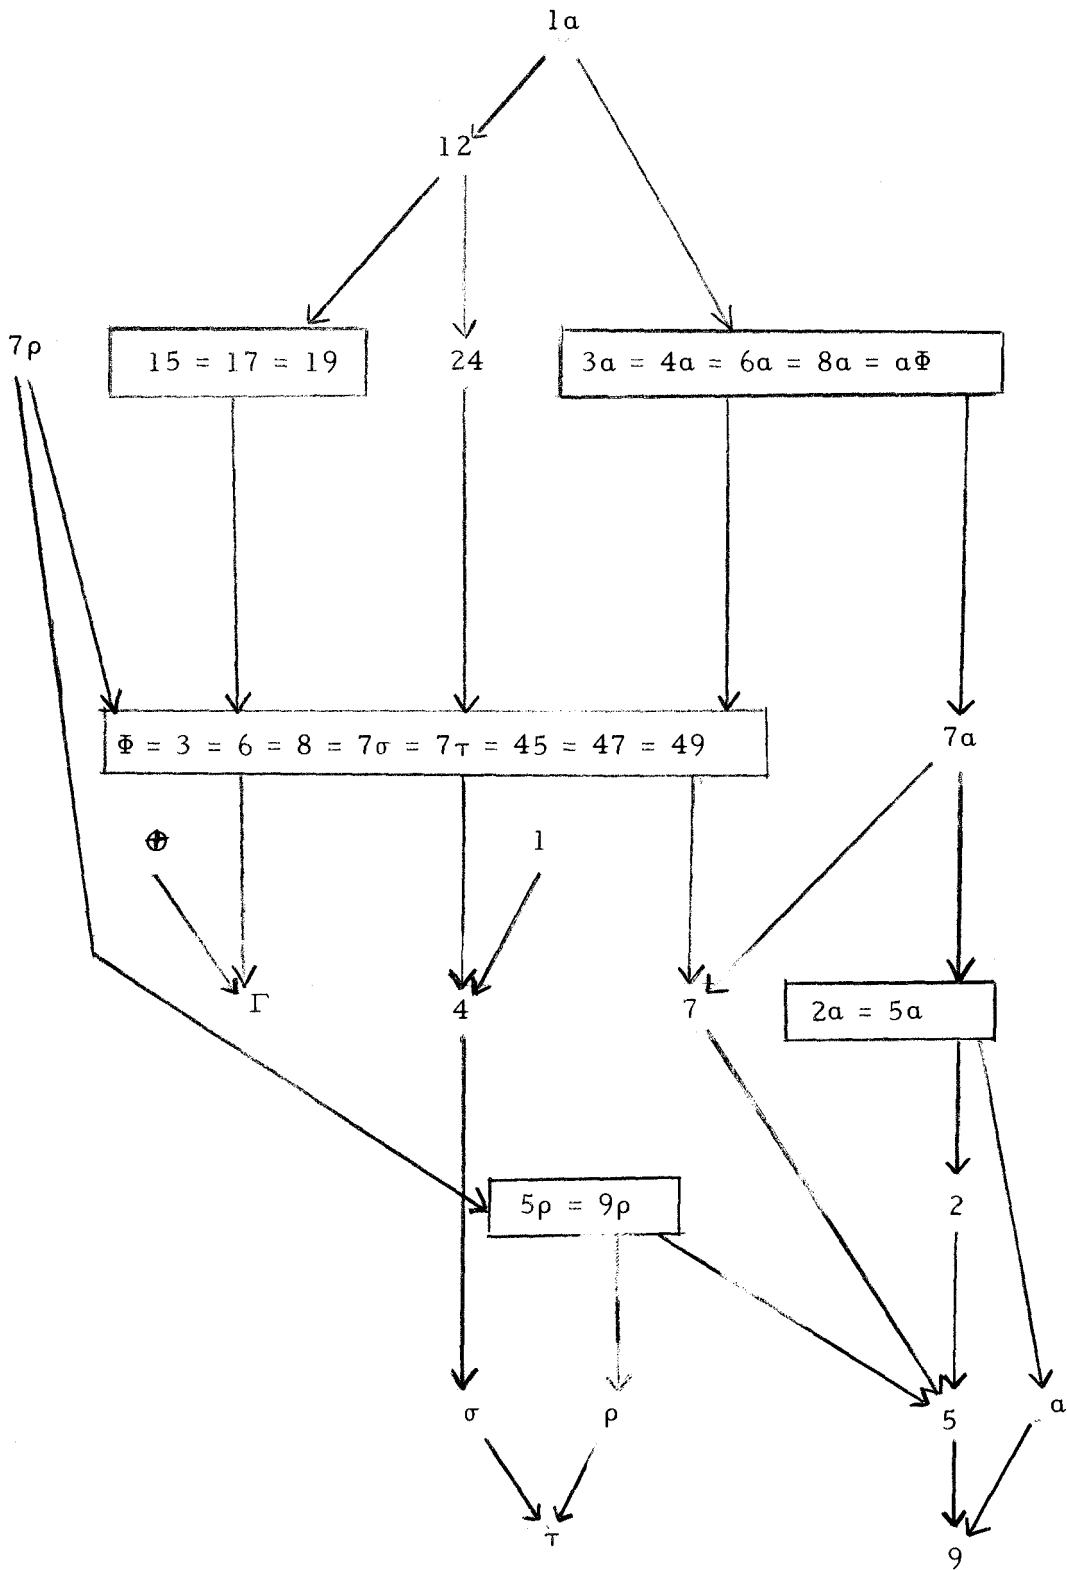 1a
12
7ρ
15 = 17 = 19
24
3a = 4a = 6a = 8a = aΦ
Φ = 3 = 6 = 8 = 7σ = 7τ = 45 = 47 = 49
7a
⊕
1
Γ
4
7
2a = 5a
5ρ = 9ρ
2
σ
ρ
5
a
τ
9